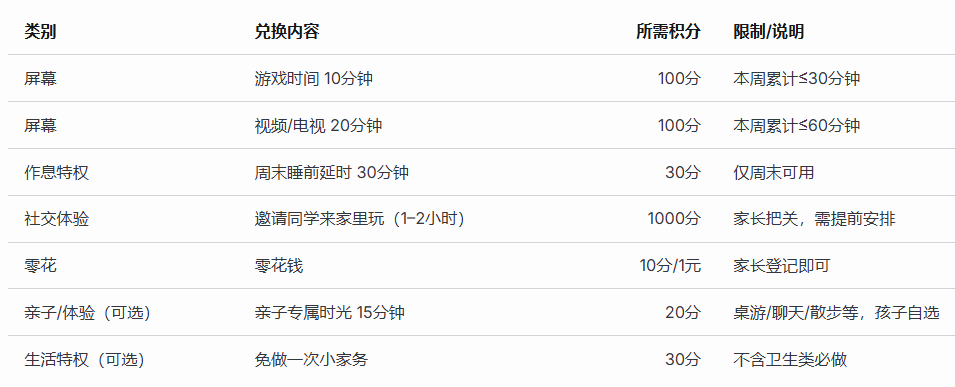 类别 兑换内容 所需积分 限制/说明
屏幕 游戏时间 10分钟 100分 本周累计≤30分钟
屏幕 视频/电视 20分钟 100分 本周累计≤60分钟
作息特权 周末睡前延时 30分钟 30分 仅周末可用
社交体验 邀请同学来家里玩（1–2小时） 1000分 家长把关，需提前安排
零花 零花钱 10分/1元 家长登记即可
亲子/体验（可选） 亲子专属时光 15分钟 20分 桌游/聊天/散步等，孩子自选
生活特权（可选） 免做一次小家务 30分 不含卫生类必做